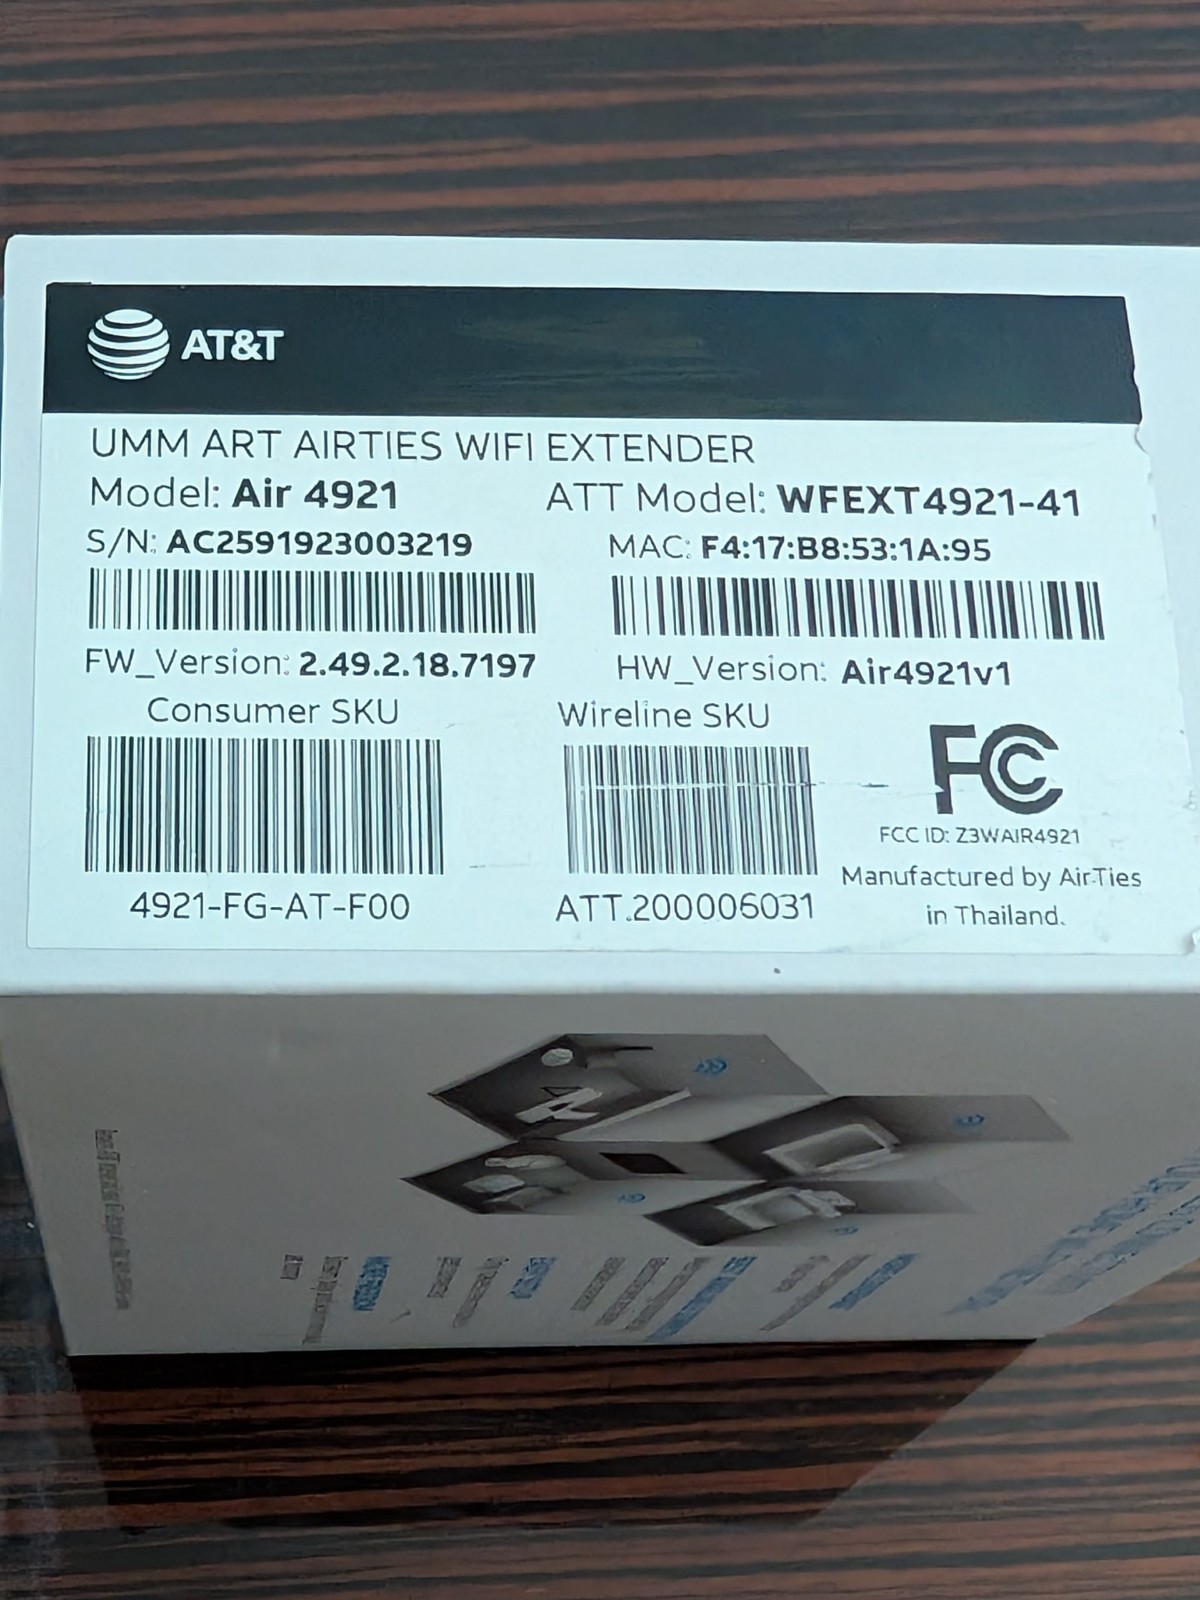 AT&T
UMM ART AIRTIES WIFI EXTENDER
Model: Air 4921 ATT Model: WFEXT4921-41
S/N: AC2591923003219 MAC: F4:17:B8:53:1A:95
FW_Version: 2.49.2.18.7197 HW_Version: Air4921v1
Consumer SKU Wireline SKU
FC
FCC ID: Z3WAIR4921
Manufactured by AirTies
in Thailand.
4921-FG-AT-F00 ATT.200006031